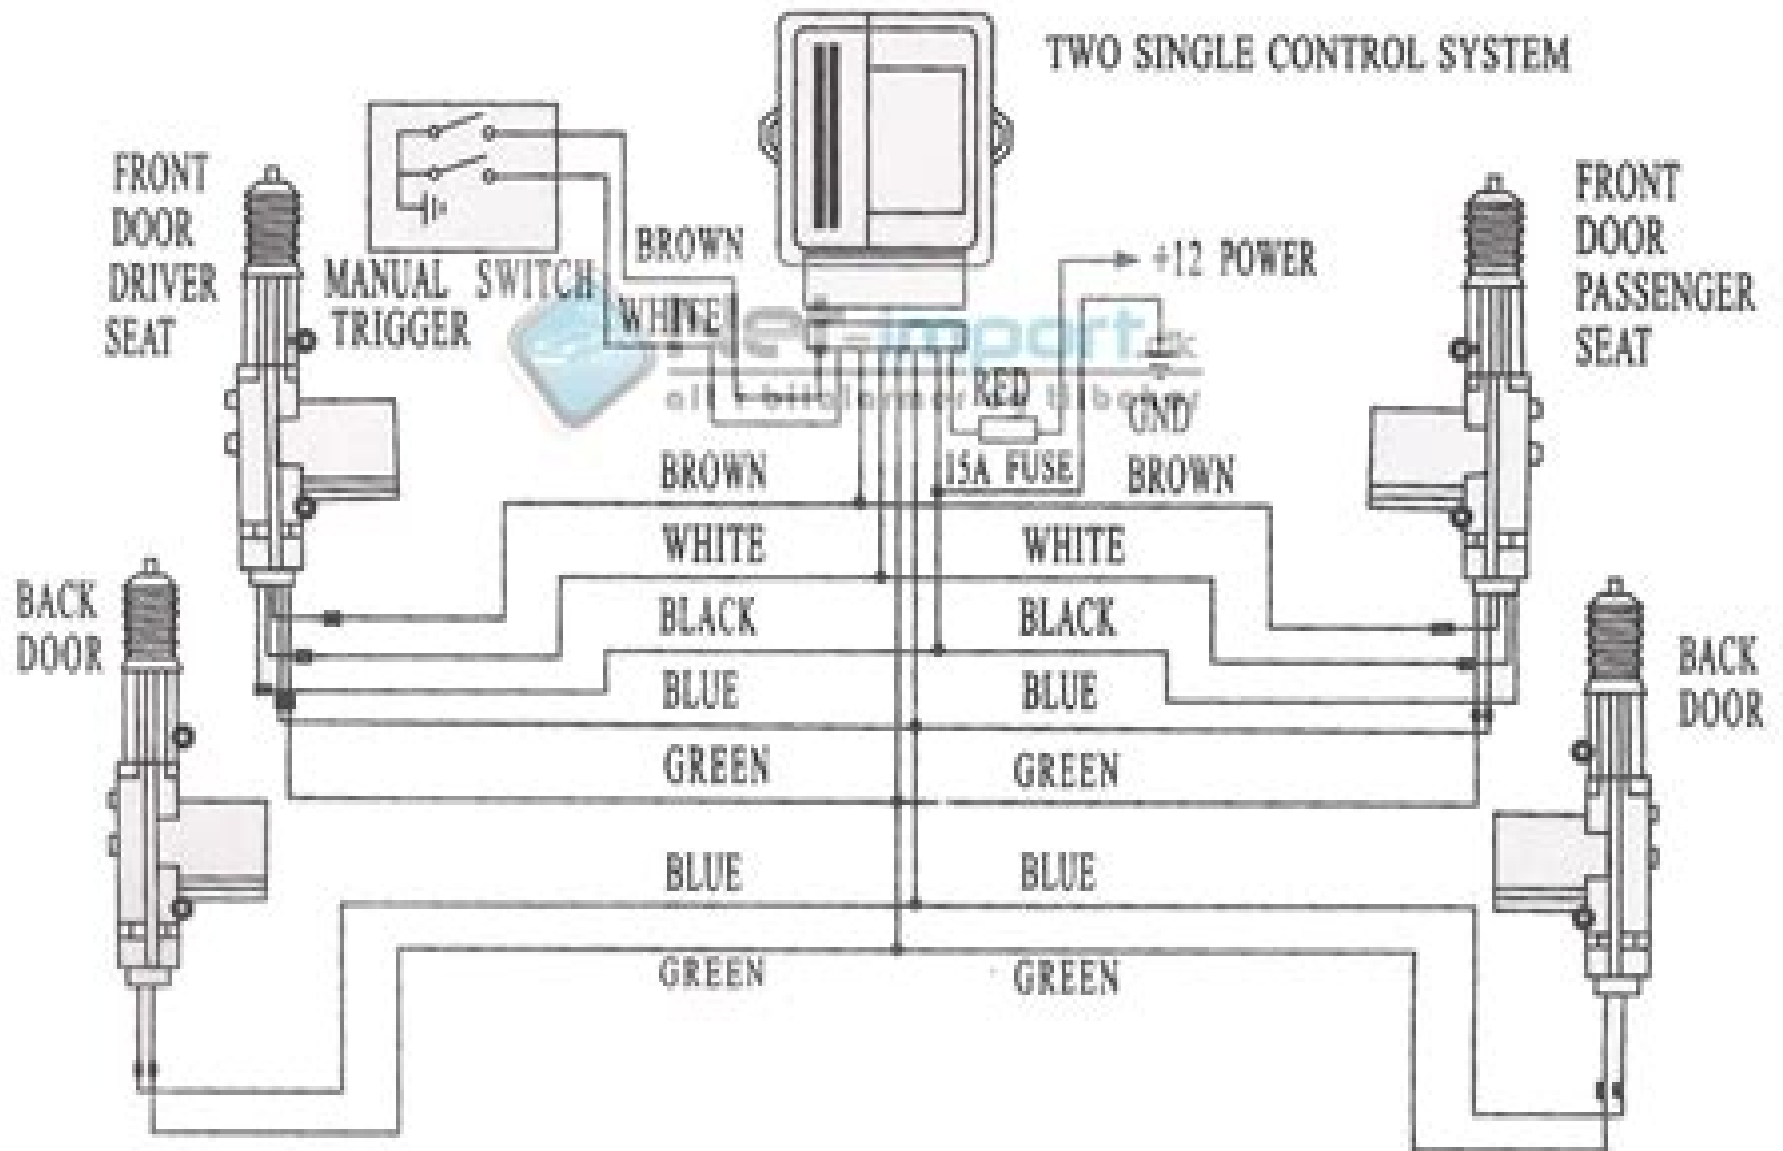 TWO SINGLE CONTROL SYSTEM
FRONT
DOOR
DRIVER
SEAT
MANUAL SWITCH
TRIGGER
BROWN
WHITE
+12 POWER
FRONT
DOOR
PASSENGER
SEAT
RED
GND
15A FUSE
BROWN
BROWN
WHITE
WHITE
BLACK
BLACK
BLUE
BLUE
GREEN
GREEN
BACK
DOOR
BACK
DOOR
BLUE
BLUE
GREEN
GREEN
import